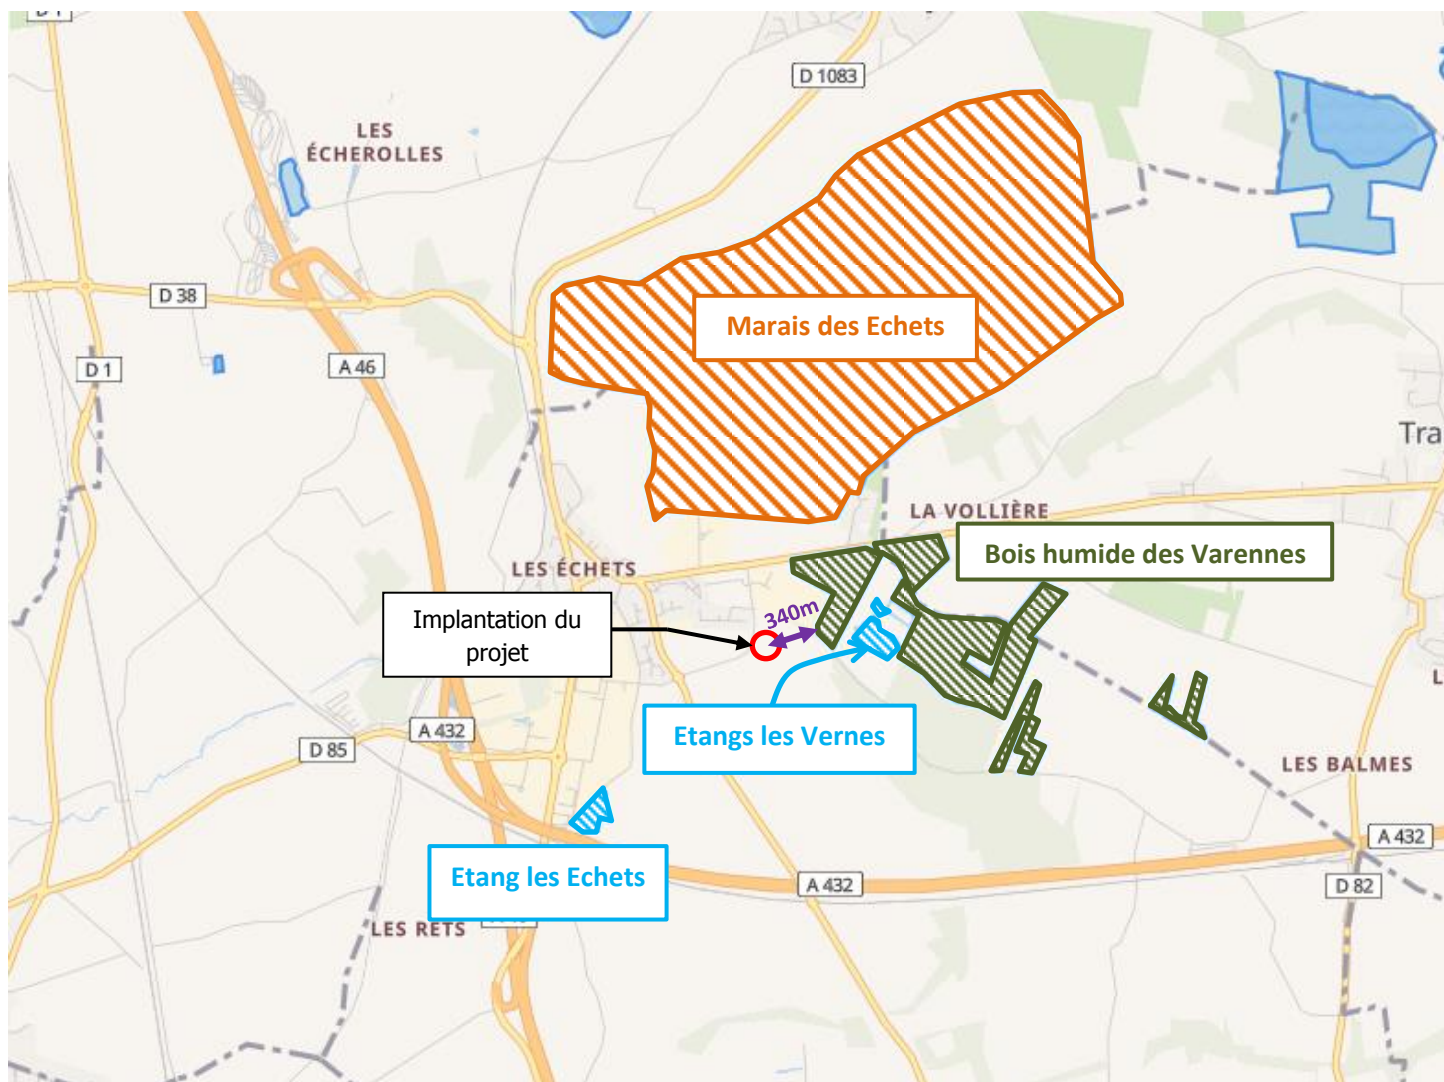 D 1083
LES
ÉCHEROLLES
D 38
Marais des Echets
D 1
A 46
Tra
LA VOLLIÈRE
Bois humide des Varennes
LES ÉCHETS
Implantation du
projet
340m
Etangs les Vernes
A 432
D 85
LES BALMES
A 432
Etang les Echets
A 432
D 82
LES RETS